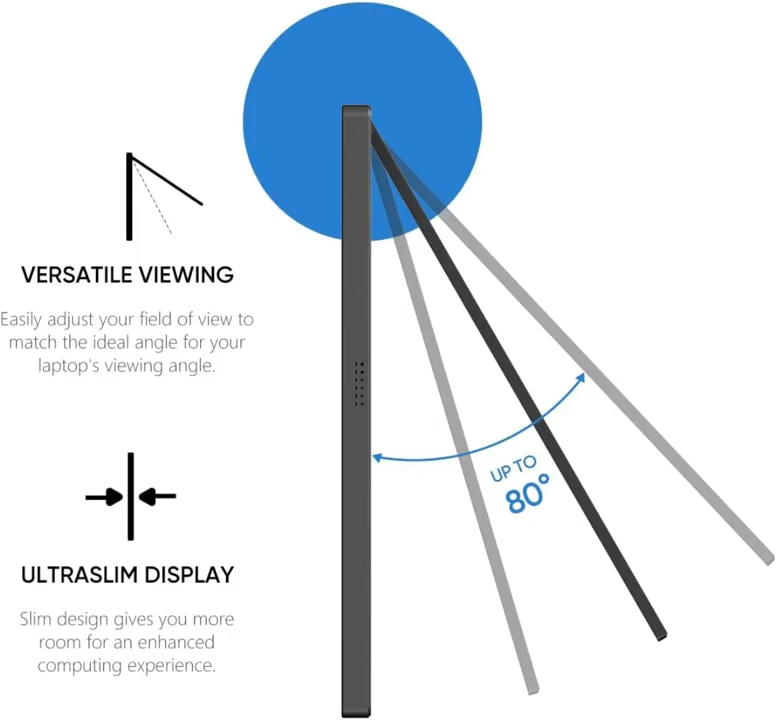 VERSATILE VIEWING
Easily adjust your field of view to
match the ideal angle for your
laptop's viewing angle.
UP TO
80°
ULTRASLIM DISPLAY
Slim design gives you more
room for an enhanced
computing experience.